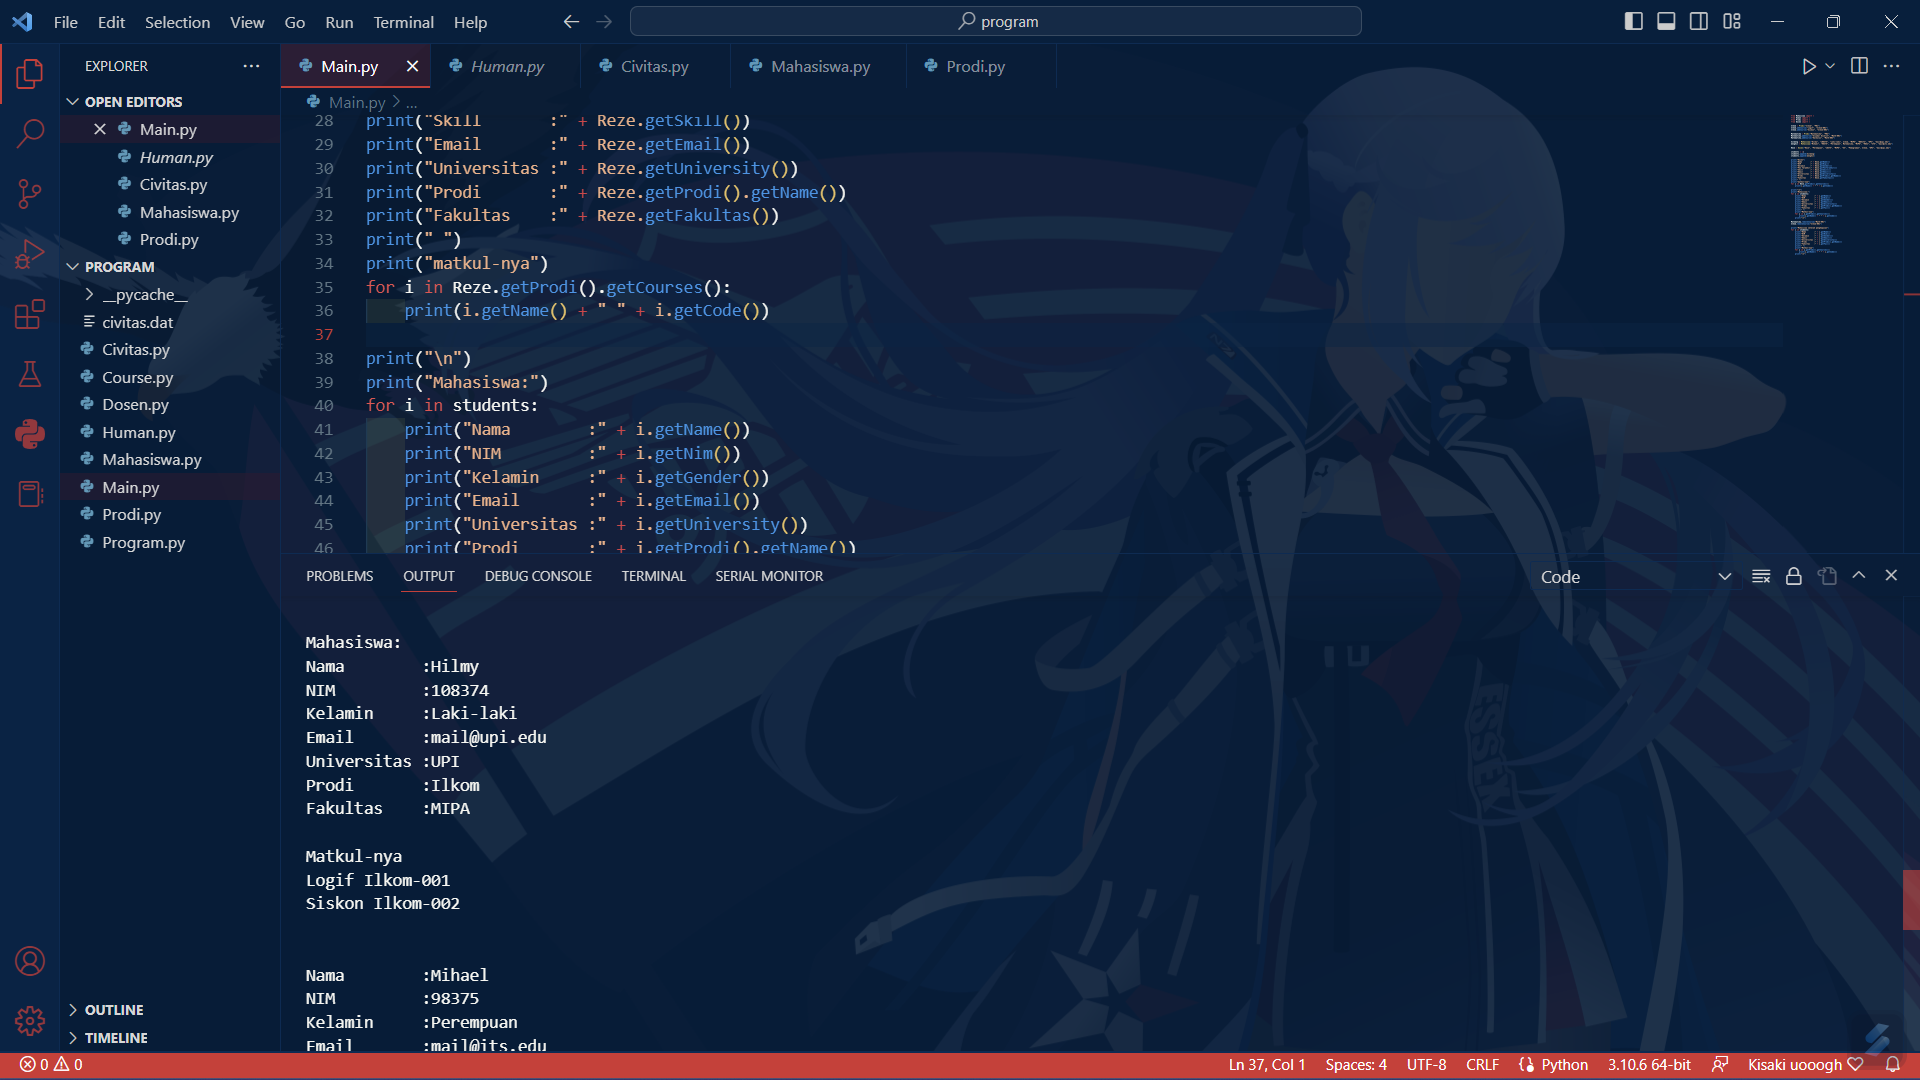 File Edit Selection View Go Run Terminal Help
program
EXPLORER
OPEN EDITORS
Main.py
Human.py
Civitas.py
Mahasiswa.py
Prodi.py
PROGRAM
__pycache__
civitas.dat
Civitas.py
Course.py
Dosen.py
Human.py
Mahasiswa.py
Main.py
Prodi.py
Program.py
OUTLINE
TIMELINE
Main.py Human.py Civitas.py Mahasiswa.py Prodi.py
Main.py > ...
28 print("Skill       :" + Reze.getSkill())
29 print("Email       :" + Reze.getEmail())
30 print("Universitas :" + Reze.getUniversity())
31 print("Prodi       :" + Reze.getProdi().getName())
32 print("Fakultas    :" + Reze.getFakultas())
33 print(" ")
34 print("matkul-nya")
35 for i in Reze.getProdi().getCourses():
36     print(i.getName() + " " + i.getCode())
37
38 print("\n")
39 print("Mahasiswa:")
40 for i in students:
41     print("Nama        :" + i.getName())
42     print("NIM         :" + i.getNim())
43     print("Kelamin     :" + i.getGender())
44     print("Email       :" + i.getEmail())
45     print("Universitas :" + i.getUniversity())
46     print("Prodi       :" + i.getProdi().getName())
PROBLEMS OUTPUT DEBUG CONSOLE TERMINAL SERIAL MONITOR
Code
Mahasiswa:
Nama        :Hilmy
NIM         :108374
Kelamin     :Laki-laki
Email       :mail@upi.edu
Universitas :UPI
Prodi       :Ilkom
Fakultas    :MIPA
Matkul-nya
Logif Ilkom-001
Siskon Ilkom-002
Nama        :Mihael
NIM         :98375
Kelamin     :Perempuan
Email       :mail@its.edu
0 0
Ln 37, Col 1 Spaces: 4 UTF-8 CRLF Python 3.10.6 64-bit Kisaki uooogh♡